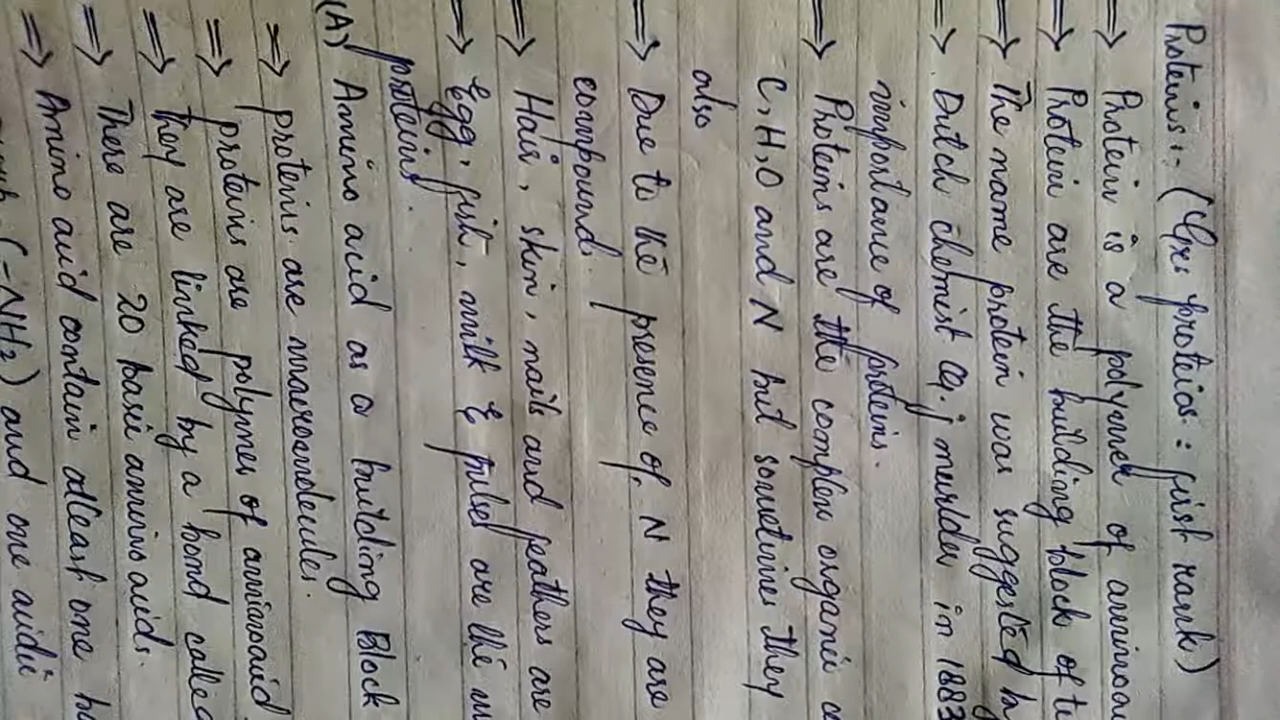 Proteins:- (Gr: proteios: first rank)
⇒ Protein is a polymer of aminoac
⇒ Protein are the building block of t
⇒ The name protein was suggested b
⇒ Dutch chemist G. J murlder in 1883
importance of proteins.
⇒ Proteins are the complex organic c
C, H, O and N but sometimes they
also
⇒ Due to the presence of N they are
compound.
⇒ Hair, skin, nails and feathers are
⇒ Egg, fish, milk & pulses are the m
proteins.
(A) Amino acid as a building Block
⇒ proteins are macromolecules.
⇒ proteins are polymer of aminoacid
⇒ They are linked by a bond called
⇒ There are 20 basic amino acids.
⇒ Amino acid contain atleast one ba
(-NH2) and one acidi